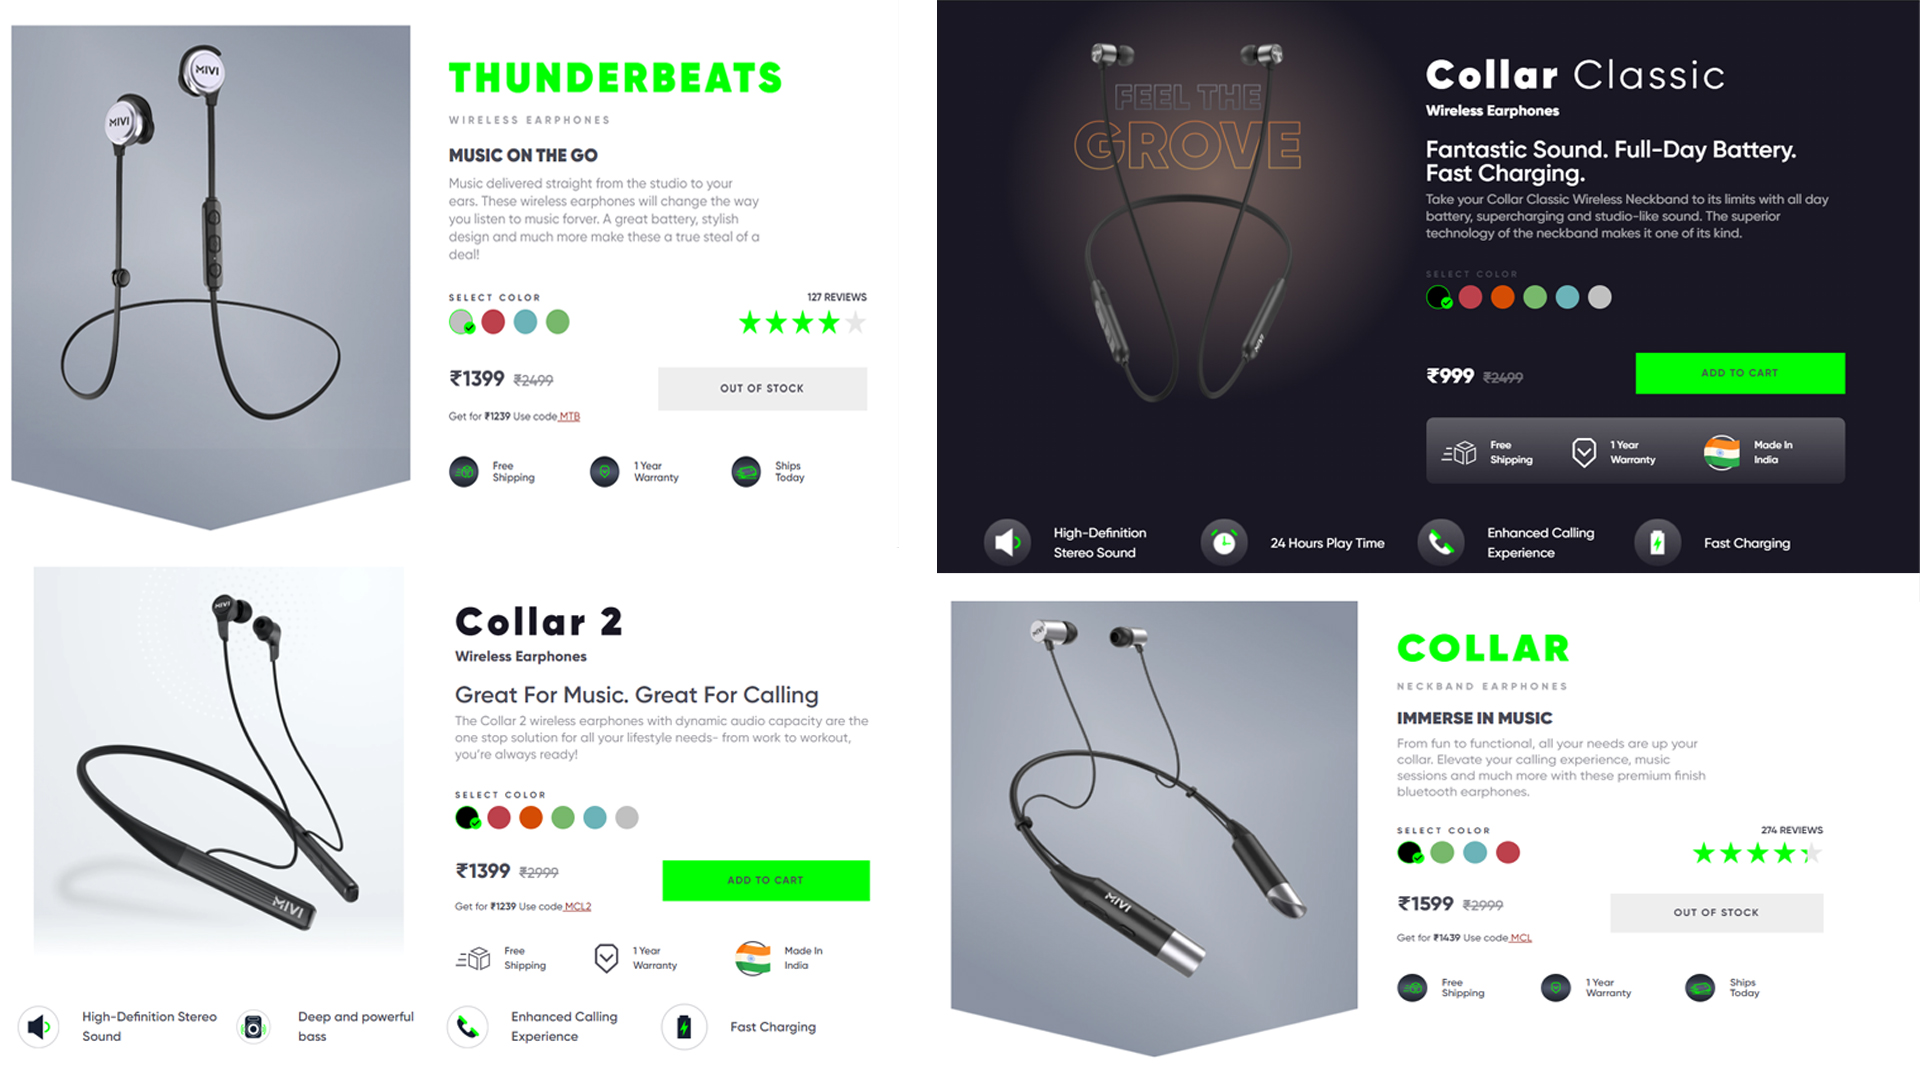 MIVI
MIVI
THUNDERBEATS
WIRELESS EARPHONES
MUSIC ON THE GO
Music delivered straight from the studio to your
ears. These wireless earphones will change the way
you listen to music forver. A great battery, stylish
design and much more make these a true steal of a
deal!
SELECT COLOR
127 REVIEWS
₹1399 ₹2499
OUT OF STOCK
Get for ₹1239 Use code MTB
Free
Shipping
1 Year
Warranty
Ships
Today
FEEL THE
GROVE
MIVI
Collar Classic
Wireless Earphones
Fantastic Sound. Full-Day Battery.
Fast Charging.
Take your Collar Classic Wireless Neckband to its limits with all day
battery, supercharging and studio-like sound. The superior
technology of the neckband makes it one of its kind.
SELECT COLOR
₹999 ₹2499
ADD TO CART
Free
Shipping
1 Year
Warranty
Made In
India
High-Definition
Stereo Sound
24 Hours Play Time
Enhanced Calling
Experience
Fast Charging
MIVI
MIVI
Collar 2
Wireless Earphones
Great For Music. Great For Calling
The Collar 2 wireless earphones with dynamic audio capacity are the
one stop solution for all your lifestyle needs- from work to workout,
you're always ready!
SELECT COLOR
₹1399 ₹2999
ADD TO CART
Get for ₹1239 Use code MCL2
Free
Shipping
1 Year
Warranty
Made In
India
High-Definition Stereo
Sound
Deep and powerful
bass
Enhanced Calling
Experience
Fast Charging
MIVI
MIVI
COLLAR
NECKBAND EARPHONES
IMMERSE IN MUSIC
From fun to functional, all your needs are up your
collar. Elevate your calling experience, music
sessions and much more with these premium finish
bluetooth earphones.
SELECT COLOR
274 REVIEWS
₹1599 ₹2999
OUT OF STOCK
Get for ₹1439 Use code MCL
Free
Shipping
1 Year
Warranty
Ships
Today